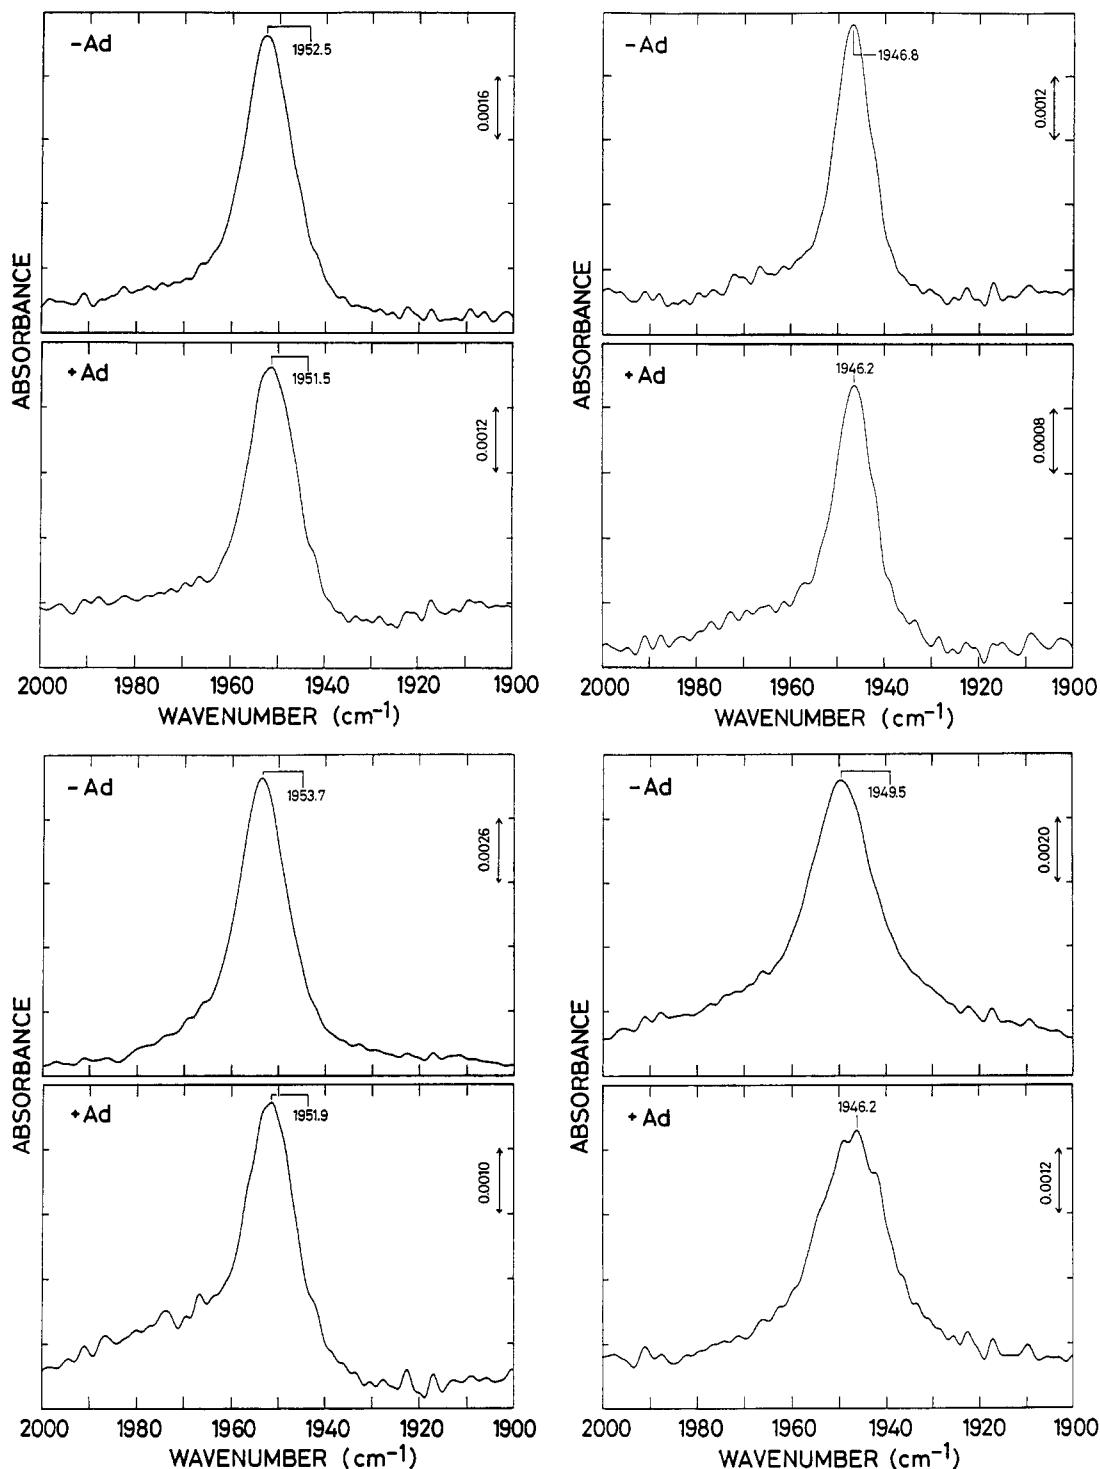 -Ad
1952.5
0.0016
+Ad
1951.5
0.0012
ABSORBANCE
2000 1980 1960 1940 1920 1900
WAVENUMBER (cm⁻¹)
-Ad
1946.8
0.0012
+Ad
1946.2
0.0008
ABSORBANCE
2000 1980 1960 1940 1920 1900
WAVENUMBER (cm⁻¹)
-Ad
1953.7
0.0026
+Ad
1951.9
0.0010
ABSORBANCE
2000 1980 1960 1940 1920 1900
WAVENUMBER (cm⁻¹)
-Ad
1949.5
0.0020
+Ad
1946.2
0.0012
ABSORBANCE
2000 1980 1960 1940 1920 1900
WAVENUMBER (cm⁻¹)